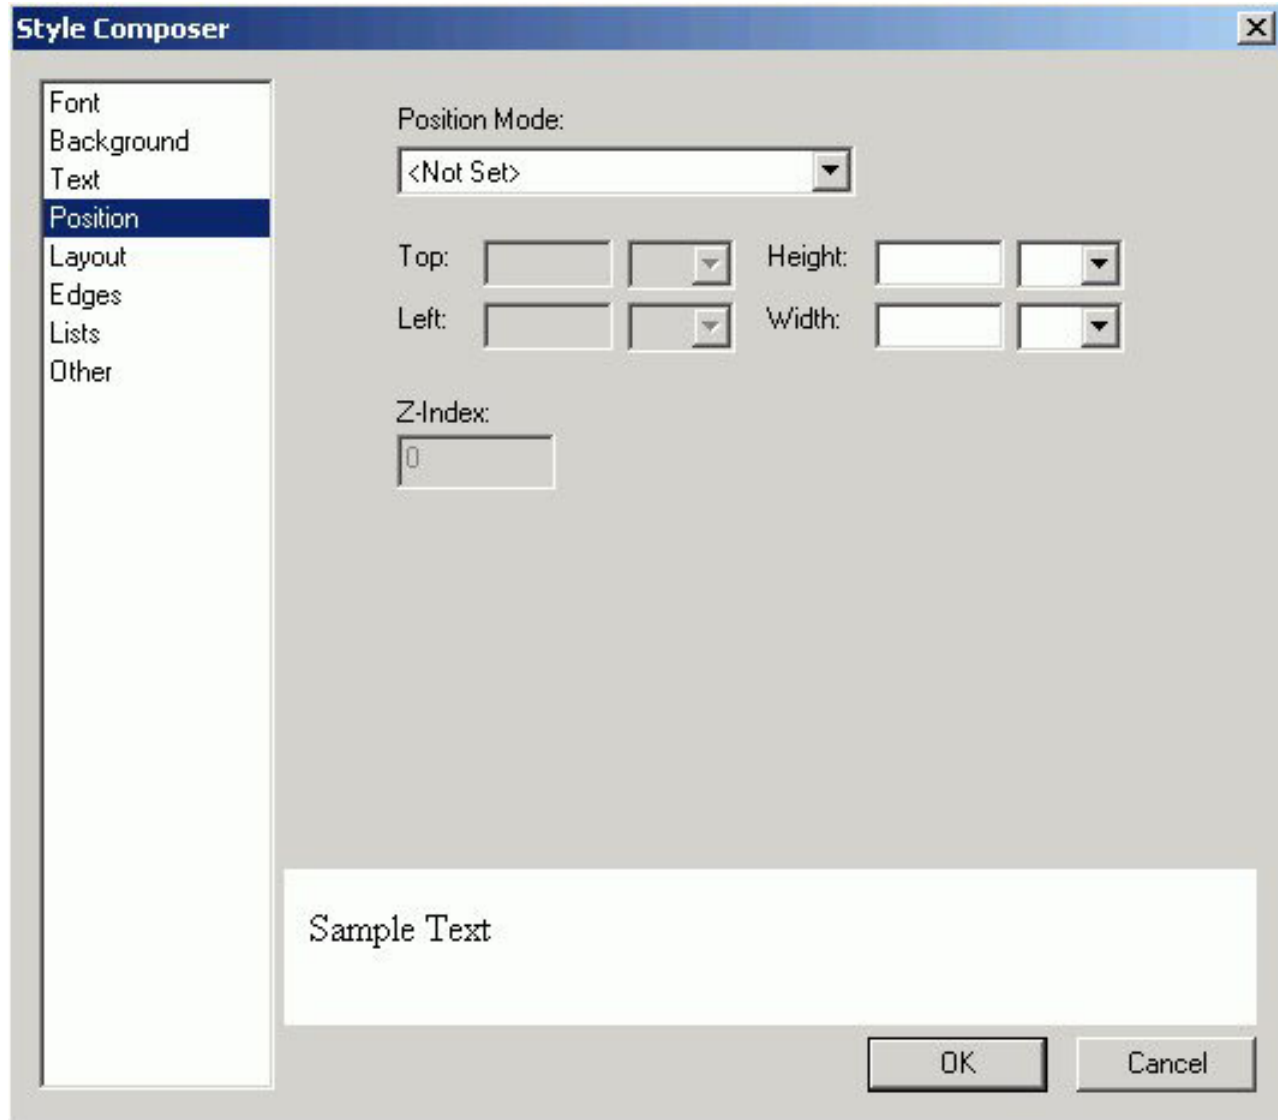 Style Composer
Font
Background
Text
Position
Layout
Edges
Lists
Other
Position Mode:
<Not Set>
Top:
Height:
Left:
Width:
Z-Index:
0
Sample Text
OK
Cancel